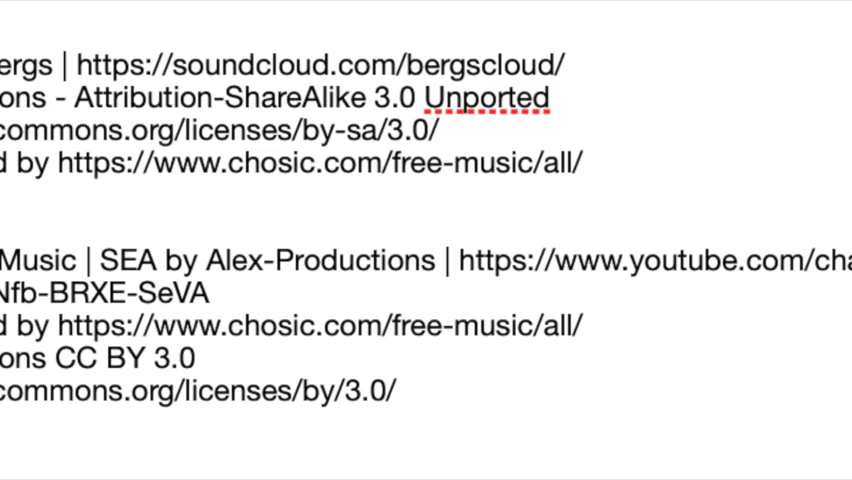 ergs | https://soundcloud.com/bergscloud/
ons - Attribution-ShareAlike 3.0 Unported
commons.org/licenses/by-sa/3.0/
d by https://www.chosic.com/free-music/all/
Music | SEA by Alex-Productions | https://www.youtube.com/cha
Nfb-BRXE-SeVA
d by https://www.chosic.com/free-music/all/
ons CC BY 3.0
commons.org/licenses/by/3.0/